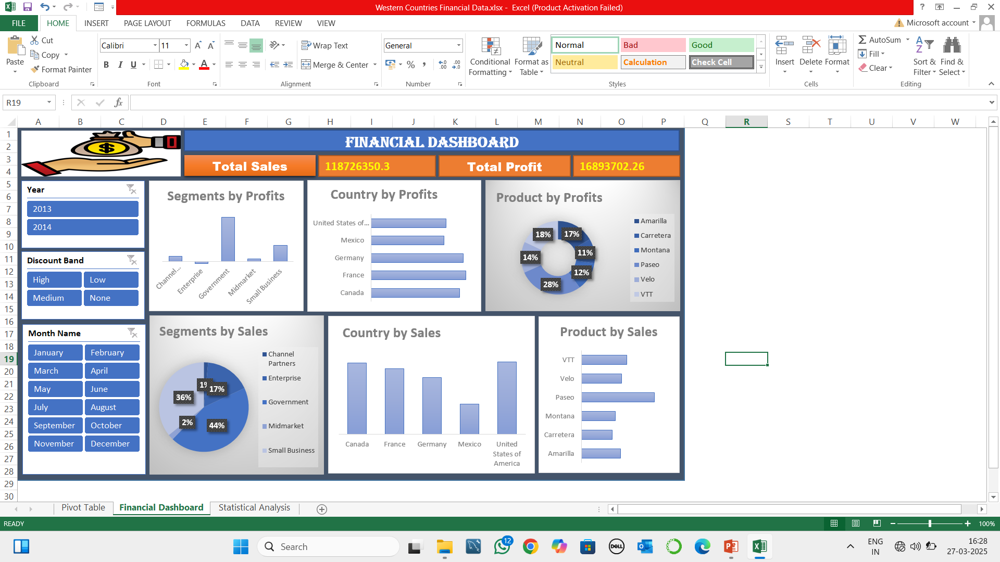 Western Countries Financial Data.xlsx - Excel (Product Activation Failed)
?
FILE HOME INSERT PAGE LAYOUT FORMULAS DATA REVIEW VIEW
Microsoft account
Paste
Cut
Copy
Format Painter
Clipboard
Calibri 11
B I U
Font
Wrap Text
Merge & Center
Alignment
General
%
Number
Conditional Formatting
Format as Table
Normal Bad Good
Neutral Calculation Check Cell
Styles
Insert Delete Format
Cells
AutoSum
Fill
Clear
Sort & Filter
Find & Select
Editing
R19
fx
A B C D E F G H I J K L M N O P Q R S T U V W
1
2
3
4
5
6
7
8
9
10
11
12
13
14
15
16
17
18
19
20
21
22
23
24
25
26
27
28
29
30
$
FINANCIAL DASHBOARD
Total Sales 118726350.3 Total Profit 16893702.26
Year
2013
2014
Discount Band
High Low
Medium None
Month Name
January February
March April
May June
July August
September October
November December
Segments by Profits
Channel...
Enterprise
Government
Midmarket
Small Business
Country by Profits
United States of...
Mexico
Germany
France
Canada
Product by Profits
17%
11%
12%
28%
14%
18%
Amarilla
Carretera
Montana
Paseo
Velo
VTT
Segments by Sales
17%
44%
2%
36%
Channel
Partners
Enterprise
Government
Midmarket
Small Business
Country by Sales
Canada France Germany Mexico United
States of
America
Product by Sales
VTT
Velo
Paseo
Montana
Carretera
Amarilla
Pivot Table Financial Dashboard Statistical Analysis
READY
100%
Search
12
DELL
ENG
IN
16:28
27-03-2025